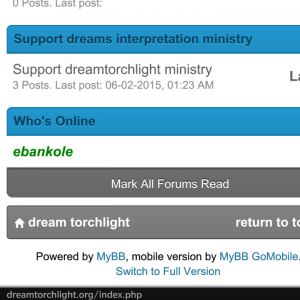 0 Posts. Last post:
Support dreams interpretation ministry
Support dreamtorchlight ministry
3 Posts. Last post: 06-02-2015, 01:23 AM
La
Who's Online
ebankole
Mark All Forums Read
dream torchlight
return to to
Powered by MyBB, mobile version by MyBB GoMobile.
Switch to Full Version
dreamtorchlight.org/index.php